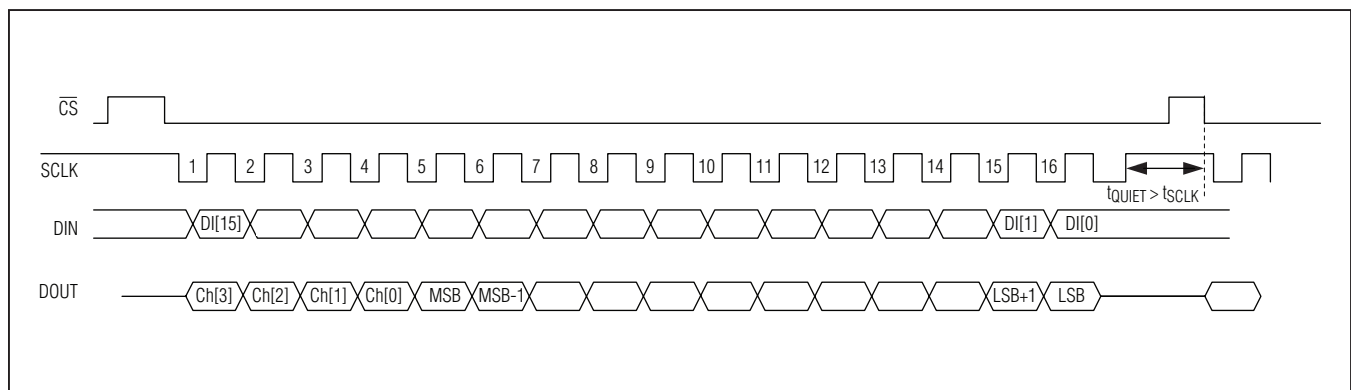 CS
SCLK 1 2 3 4 5 6 7 8 9 10 11 12 13 14 15 16
tQUIET > tSCLK
DIN DI[15] DI[1] DI[0]
DOUT Ch[3] Ch[2] Ch[1] Ch[0] MSB MSB-1 LSB+1 LSB